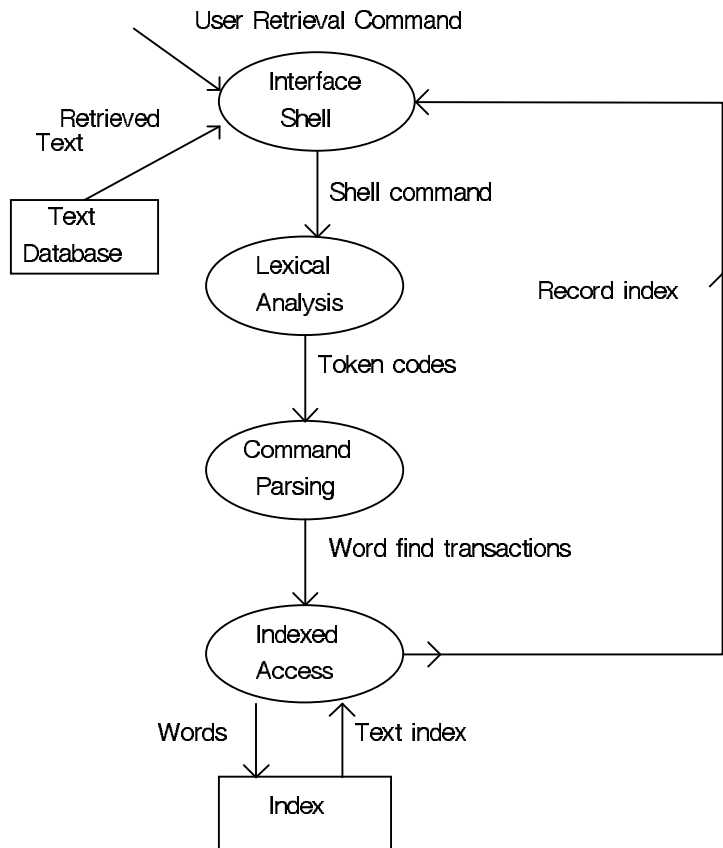 User Retrieval Command
Interface
Shell
Retrieved
Text
Shell command
Text
Database
Lexical
Analysis
Record index
Token codes
Command
Parsing
Word find transactions
Indexed
Access
Words
Text index
Index